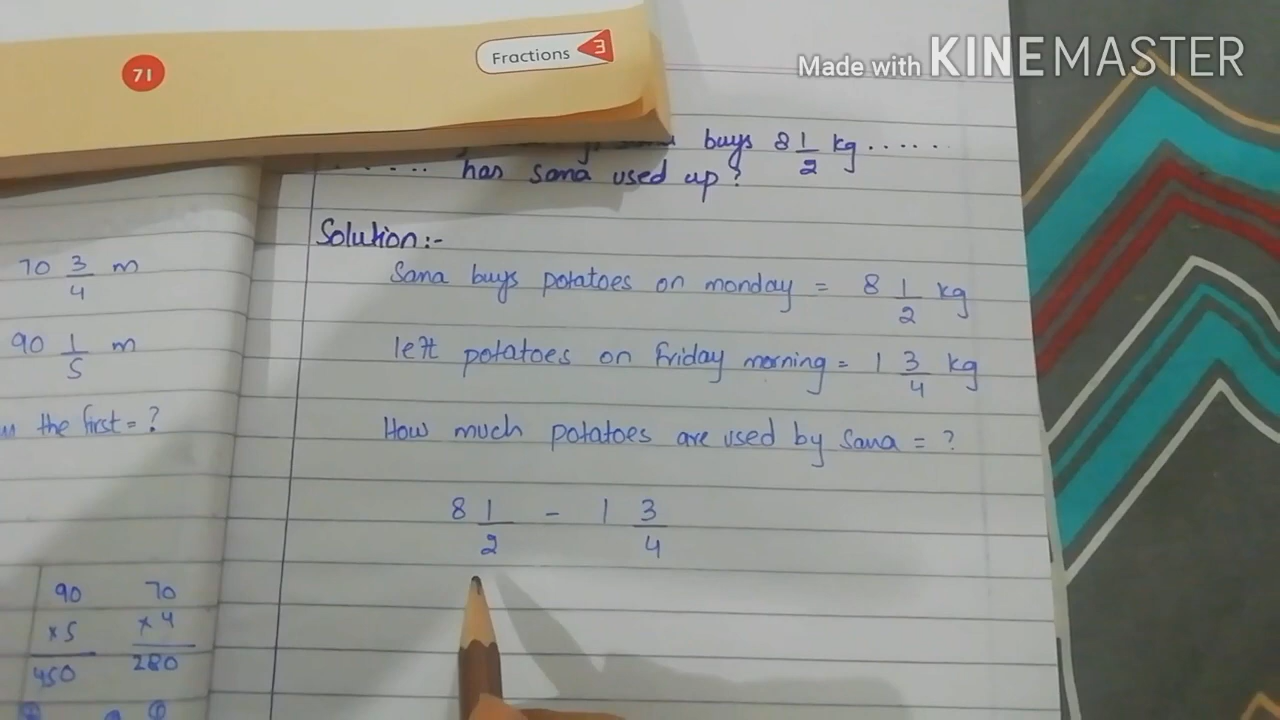 71
Fractions 3
Made with KINEMASTER
buys 8 1/2 kg ......
..... has sana used up?
Solution:-
Sana buys potatoes on monday = 8 1/2 kg
left potatoes on Friday morning = 1 3/4 kg
How much potatoes are used by Sana = ?
8 1/2 - 1 3/4
70 3/4 m
90 1/5 m
the first = ?
90 70
×5 ×4
450 280